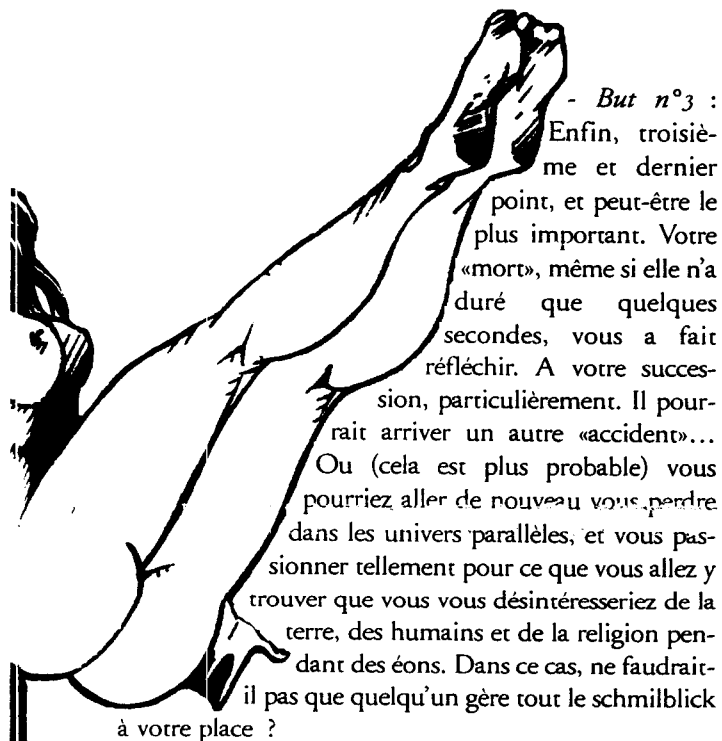 - But n°3 :
Enfin, troisiè-
me et dernier
point, et peut-être le
plus important. Votre
«mort», même si elle n'a
duré que quelques
secondes, vous a fait
réfléchir. A votre succes-
sion, particulièrement. Il pour-
rait arriver un autre «accident»...
Ou (cela est plus probable) vous
pourriez aller de nouveau vous perdre
dans les univers parallèles, et vous pas-
sionner tellement pour ce que vous allez y
trouver que vous vous désintéresseriez de la
terre, des humains et de la religion pen-
dant des éons. Dans ce cas, ne faudrait-
il pas que quelqu'un gère tout le schmilblick
à votre place ?